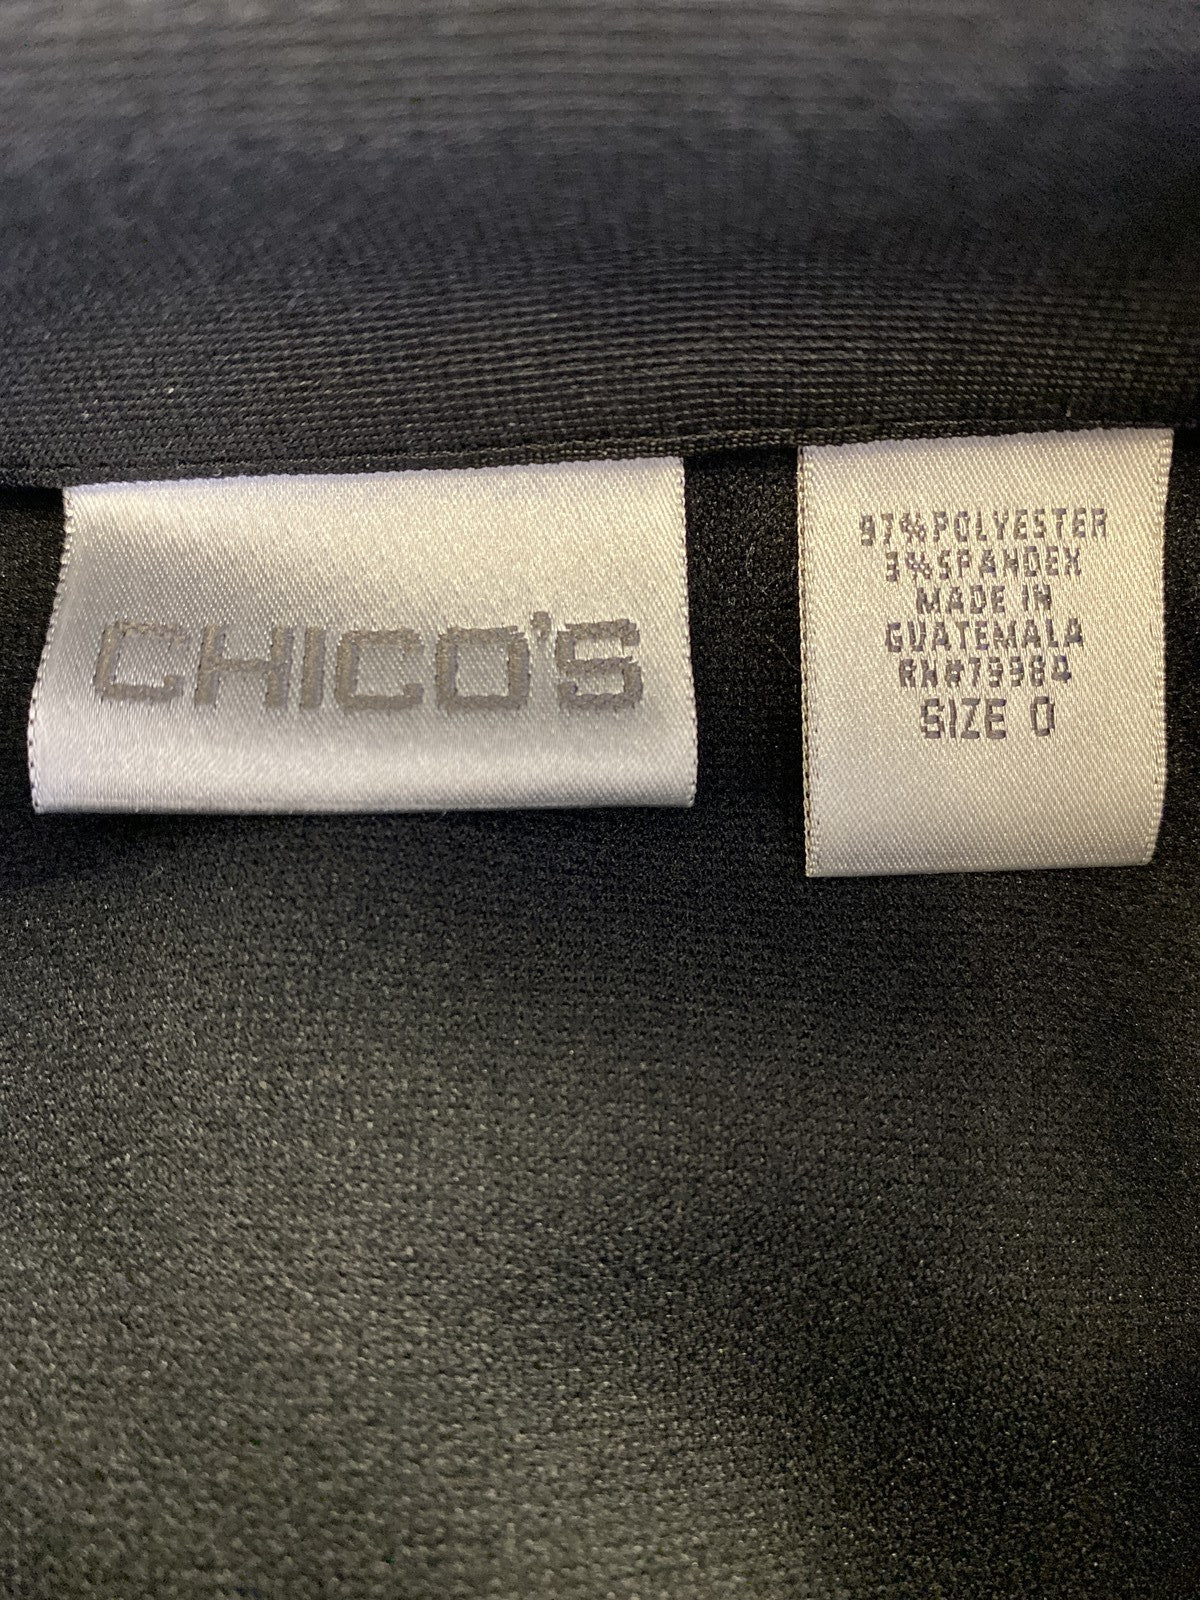 CHICO'S
97% POLYESTER
3% SPANDEX
MADE IN
GUATEMALA
RN#79984
SIZE 0